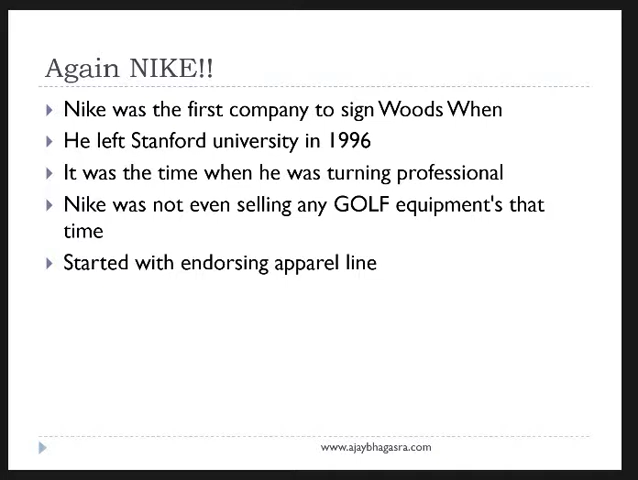 Again NIKE!!
Nike was the first company to sign Woods When
He left Stanford university in 1996
It was the time when he was turning professional
Nike was not even selling any GOLF equipment's that
time
Started with endorsing apparel line
www.ajaybhagasra.com